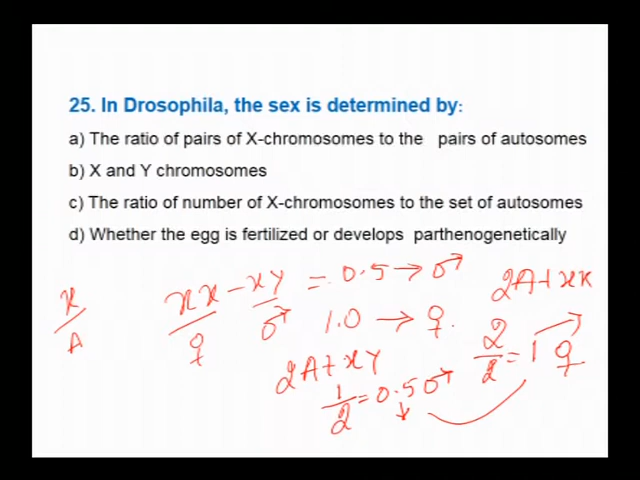 25. In Drosophila, the sex is determined by:
a) The ratio of pairs of X-chromosomes to the pairs of autosomes
b) X and Y chromosomes
c) The ratio of number of X-chromosomes to the set of autosomes
d) Whether the egg is fertilized or develops parthenogenetically
X/A
XX/♀ - XY/♂ = 0.5 → ♂
1.0 → ♀.
2A+XY
1/2 = 0.5 ♂
2A+XX
2/2 = 1 ♀